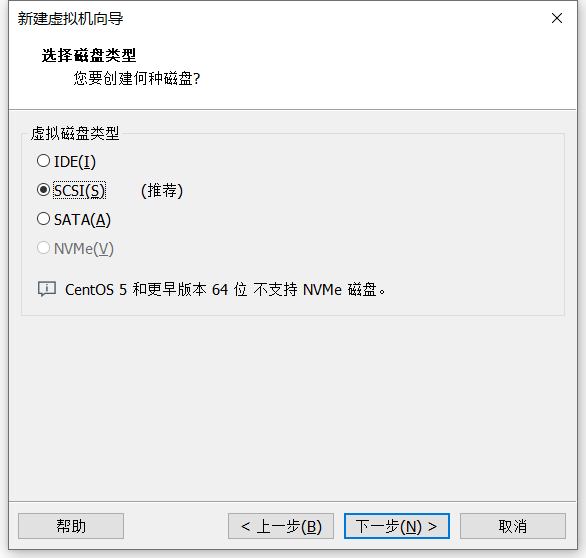 新建虚拟机向导
选择磁盘类型
您要创建何种磁盘?
虚拟磁盘类型
IDE(I)
SCSI(S) (推荐)
SATA(A)
NVMe(V)
CentOS 5 和更早版本 64 位 不支持 NVMe 磁盘。
帮助 < 上一步(B) 下一步(N) > 取消